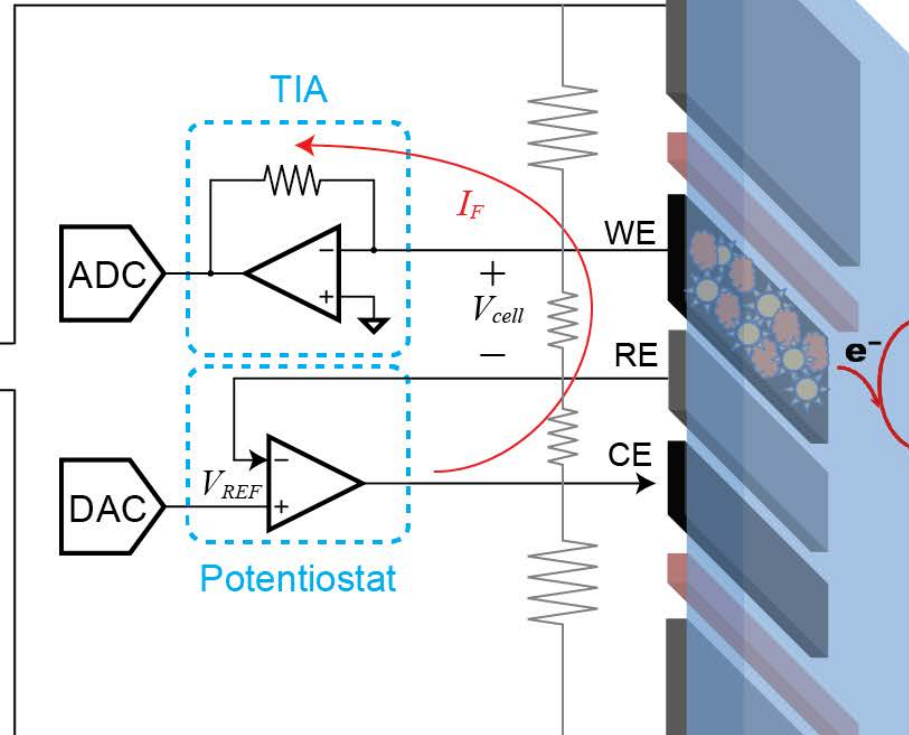 TIA
I_F
ADC
−
+
WE
+
V_cell
−
RE
e⁻
CE
V_REF
−
+
DAC
Potentiostat